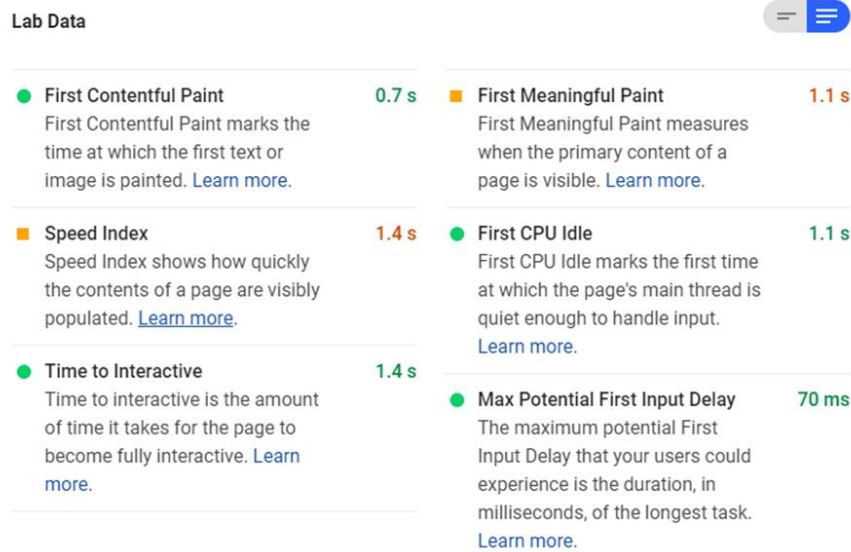 Lab Data
First Contentful Paint 0.7 s
First Contentful Paint marks the
time at which the first text or
image is painted. Learn more.
Speed Index 1.4 s
Speed Index shows how quickly
the contents of a page are visibly
populated. Learn more.
Time to Interactive 1.4 s
Time to interactive is the amount
of time it takes for the page to
become fully interactive. Learn
more.
First Meaningful Paint 1.1 s
First Meaningful Paint measures
when the primary content of a
page is visible. Learn more.
First CPU Idle 1.1 s
First CPU Idle marks the first time
at which the page's main thread is
quiet enough to handle input.
Learn more.
Max Potential First Input Delay 70 ms
The maximum potential First
Input Delay that your users could
experience is the duration, in
milliseconds, of the longest task.
Learn more.